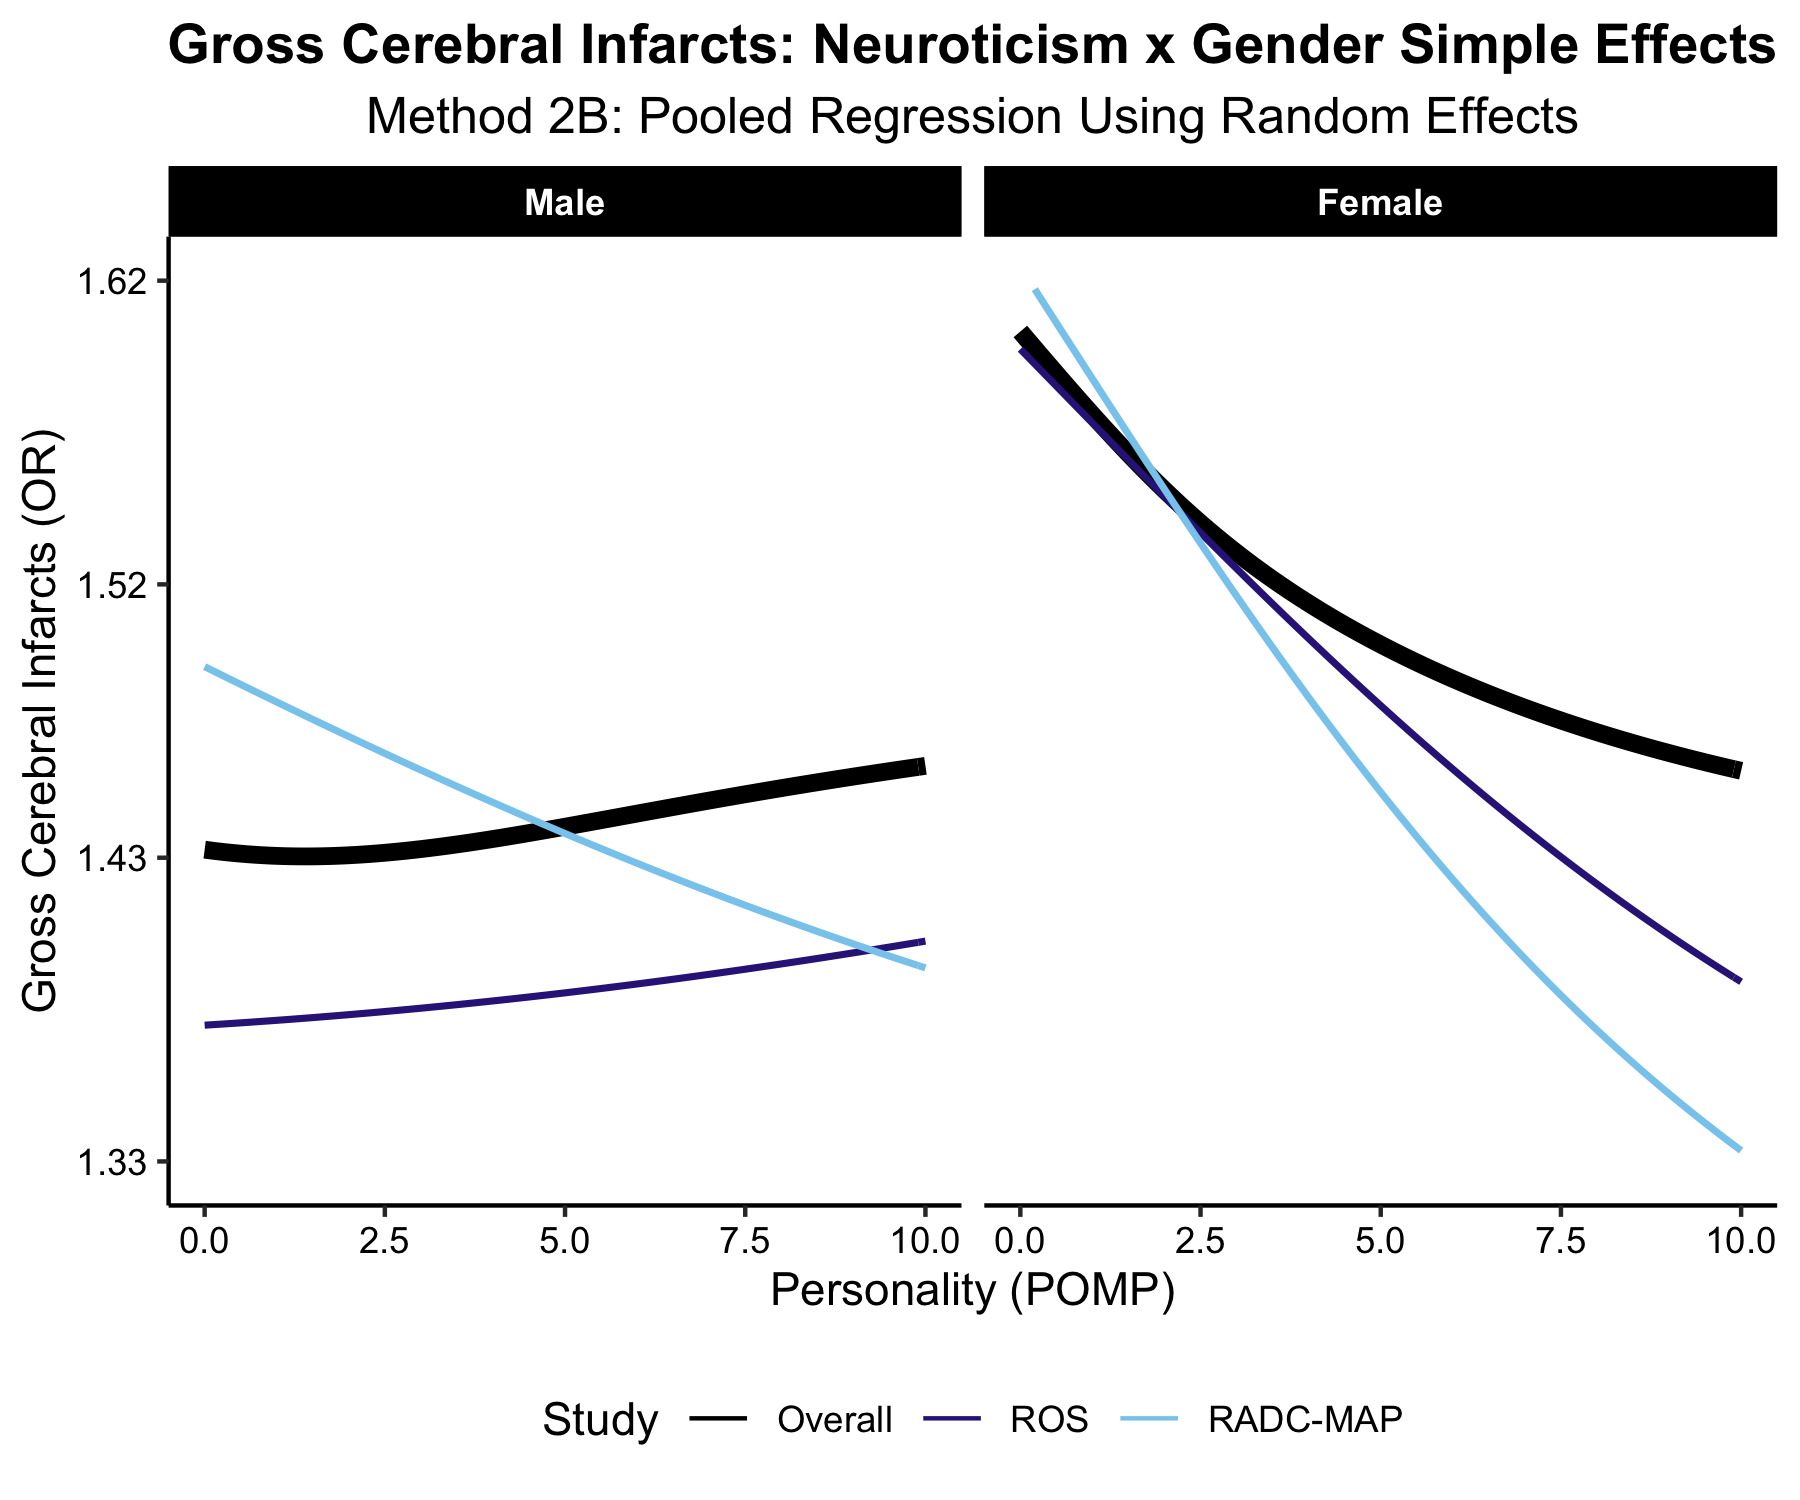 Gross Cerebral Infarcts: Neuroticism x Gender Simple Effects
Method 2B: Pooled Regression Using Random Effects
Male
Female
Gross Cerebral Infarcts (OR)
1.62
1.52
1.43
1.33
0.0 2.5 5.0 7.5 10.0
0.0 2.5 5.0 7.5 10.0
Personality (POMP)
Study Overall ROS RADC-MAP